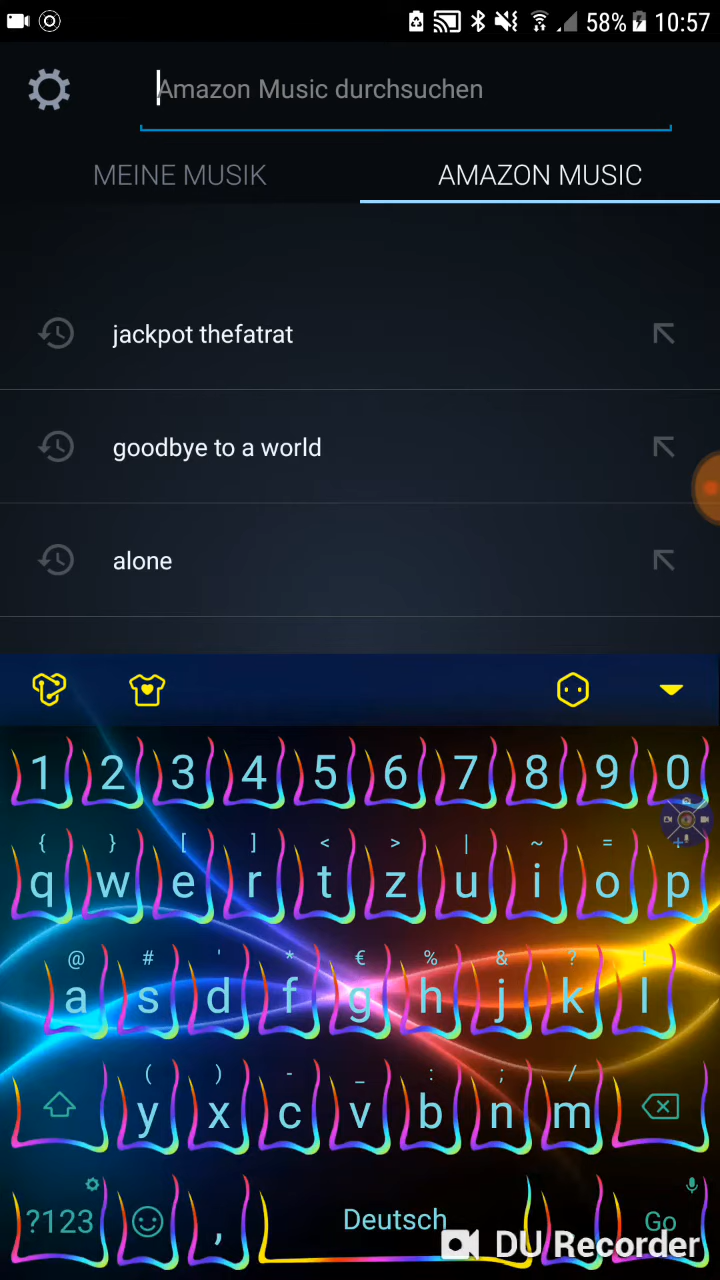 58% 10:57
Amazon Music durchsuchen
MEINE MUSIK AMAZON MUSIC
jackpot thefatrat
goodbye to a world
alone
1 2 3 4 5 6 7 8 9 0
{ } [ ] < > | ~ = +
q w e r t z u i o p
@ # ' * € % & ? !
a s d f g h j k l
( ) - _ : ; /
y x c v b n m
?123 , Deutsch Go
DU Recorder